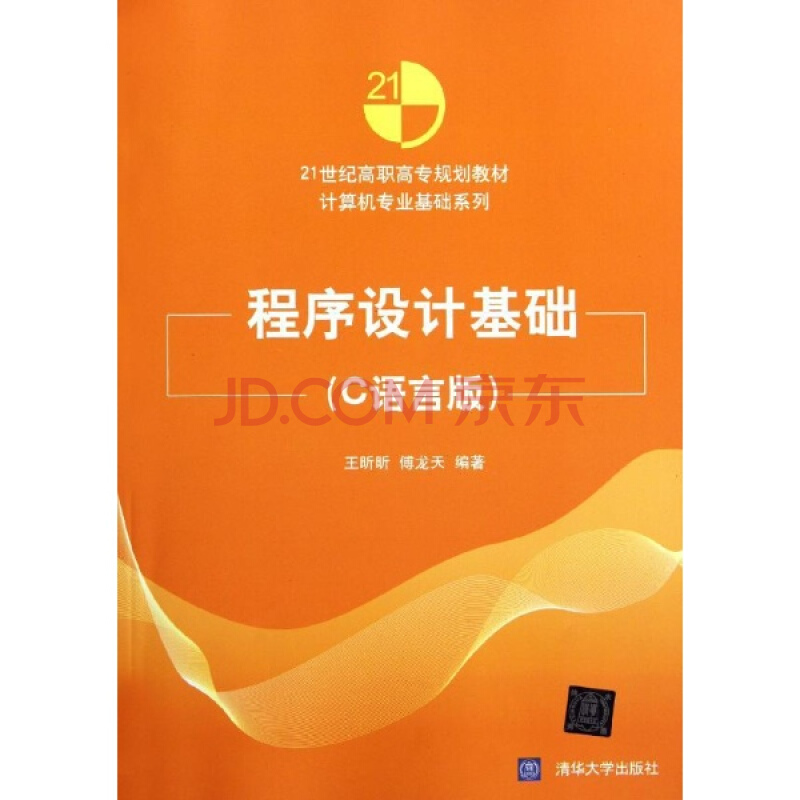 21
21世纪高职高专规划教材
计算机专业基础系列
程序设计基础
(C语言版)
JD.COM 京东
王昕昕 傅龙天 编著
清华大学出版社